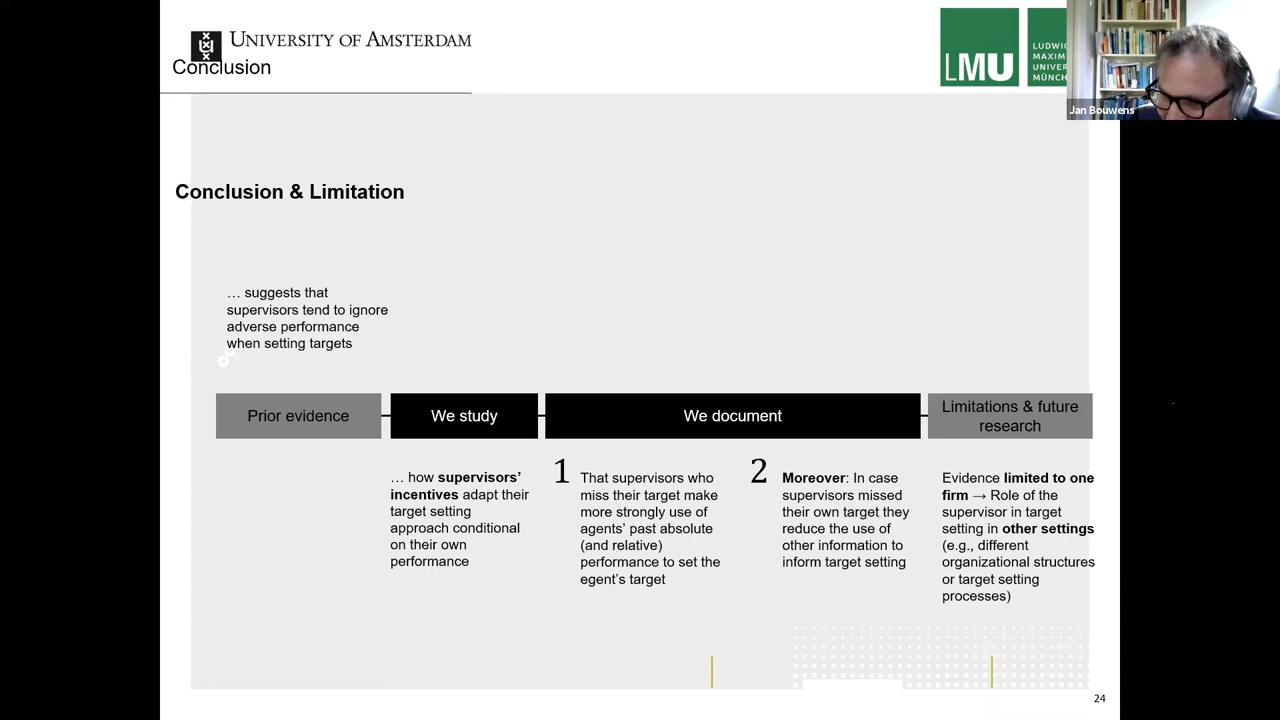 UNIVERSITY OF AMSTERDAM
Conclusion
LMU
LUDWIG
MAXIM
UNIVER
MÜNCH
Jan Bouwens
Conclusion & Limitation
… suggests that
supervisors tend to ignore
adverse performance
when setting targets
Prior evidence
We study
We document
Limitations & future
research
… how supervisors'
incentives adapt their
target setting
approach conditional
on their own
performance
1
That supervisors who
miss their target make
more strongly use of
agents' past absolute
(and relative)
performance to set the
egent's target
2
Moreover: In case
supervisors missed
their own target they
reduce the use of
other information to
inform target setting
Evidence limited to one
firm → Role of the
supervisor in target
setting in other settings
(e.g., different
organizational structures
or target setting
processes)
24